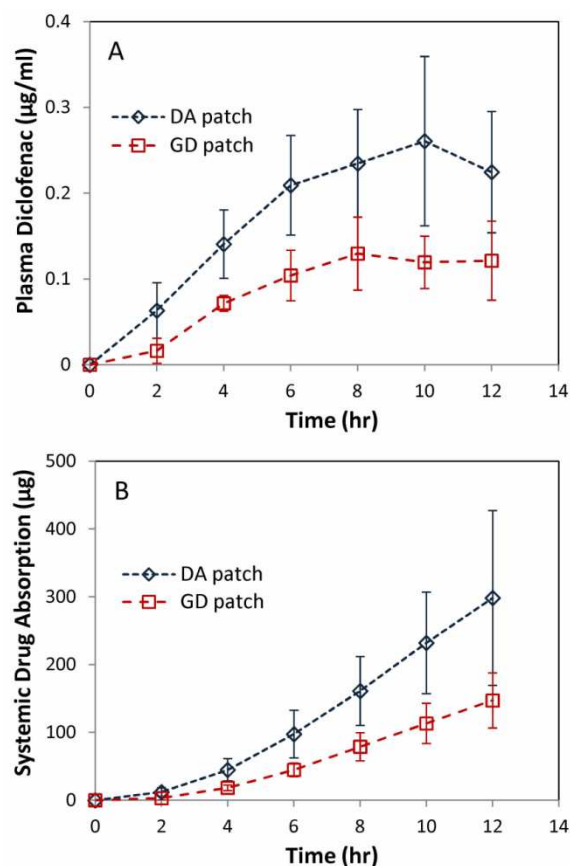 A
0.4
0.3
0.2
0.1
0
Plasma Diclofenac (µg/ml)
DA patch
GD patch
0 2 4 6 8 10 12 14
Time (hr)
B
500
400
300
200
100
0
Systemic Drug Absorption (µg)
DA patch
GD patch
0 2 4 6 8 10 12 14
Time (hr)